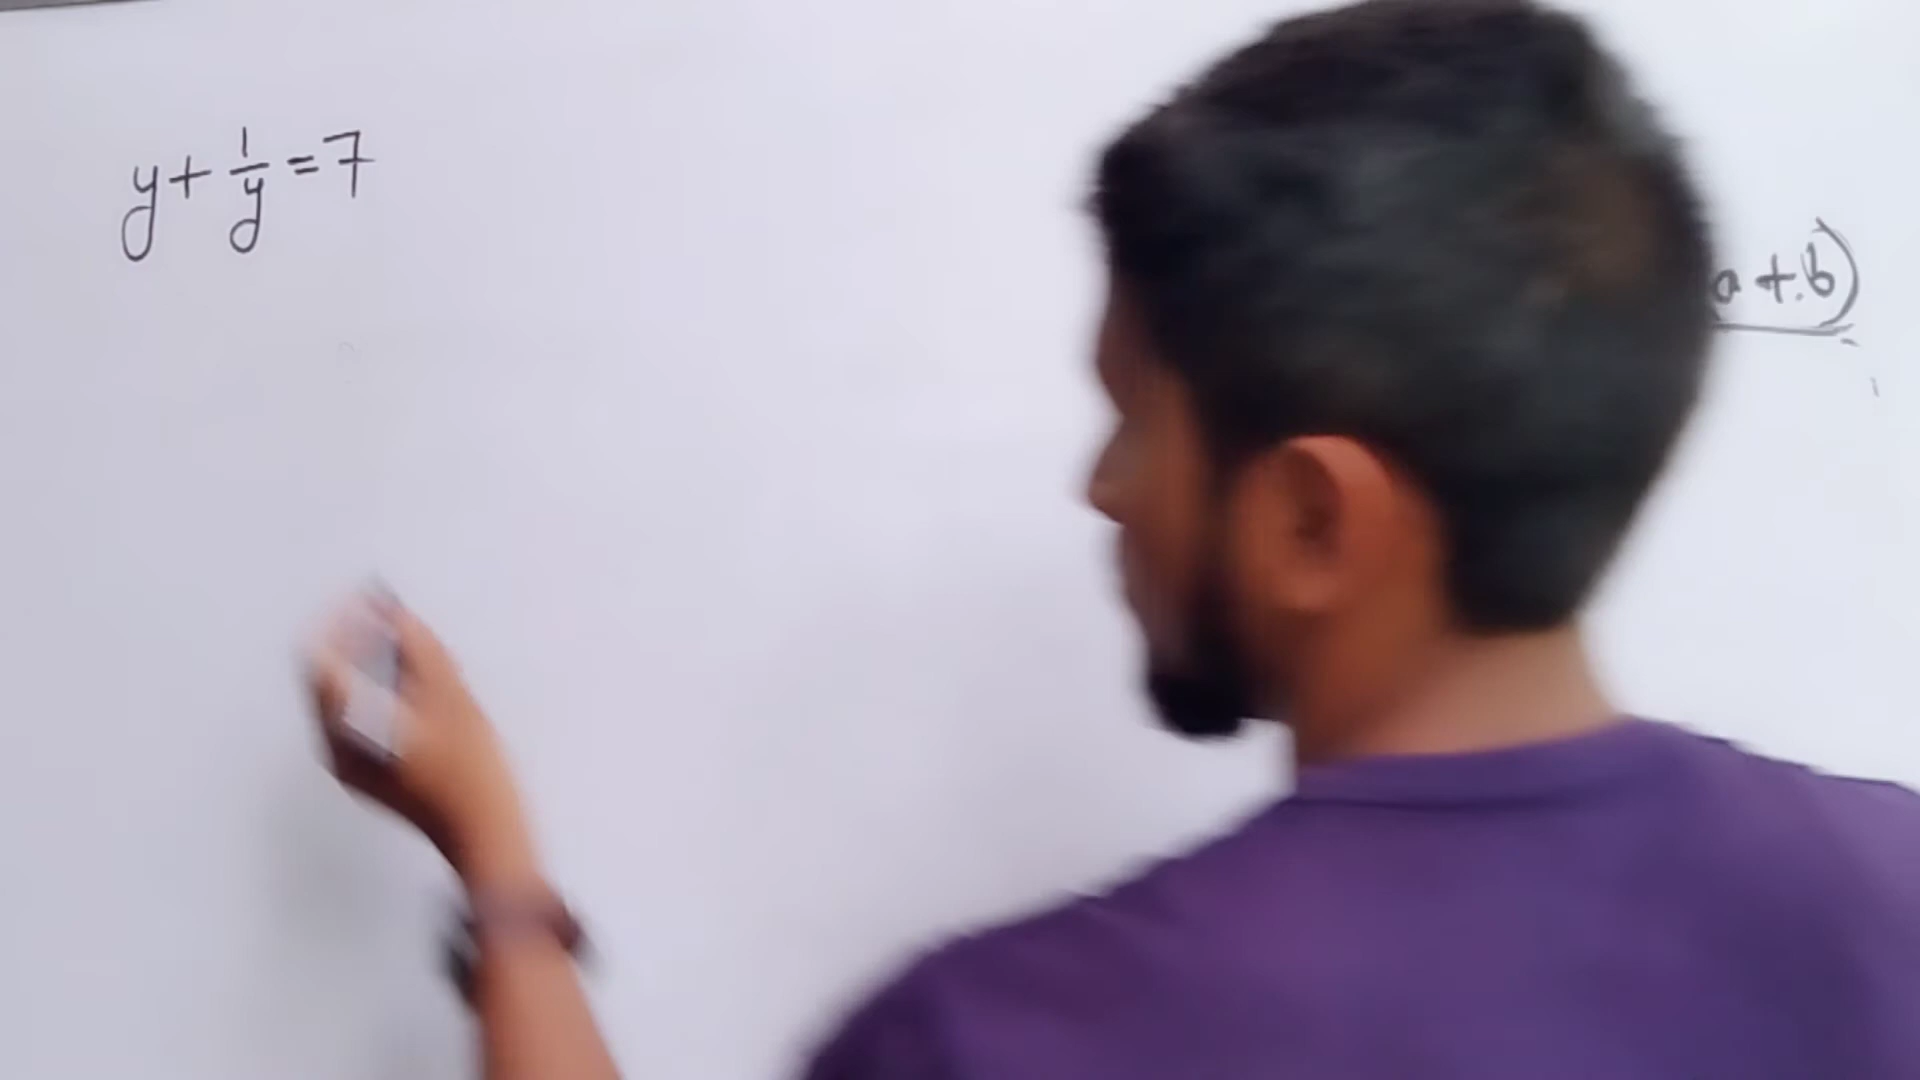 y + 1/y = 7
a + b)